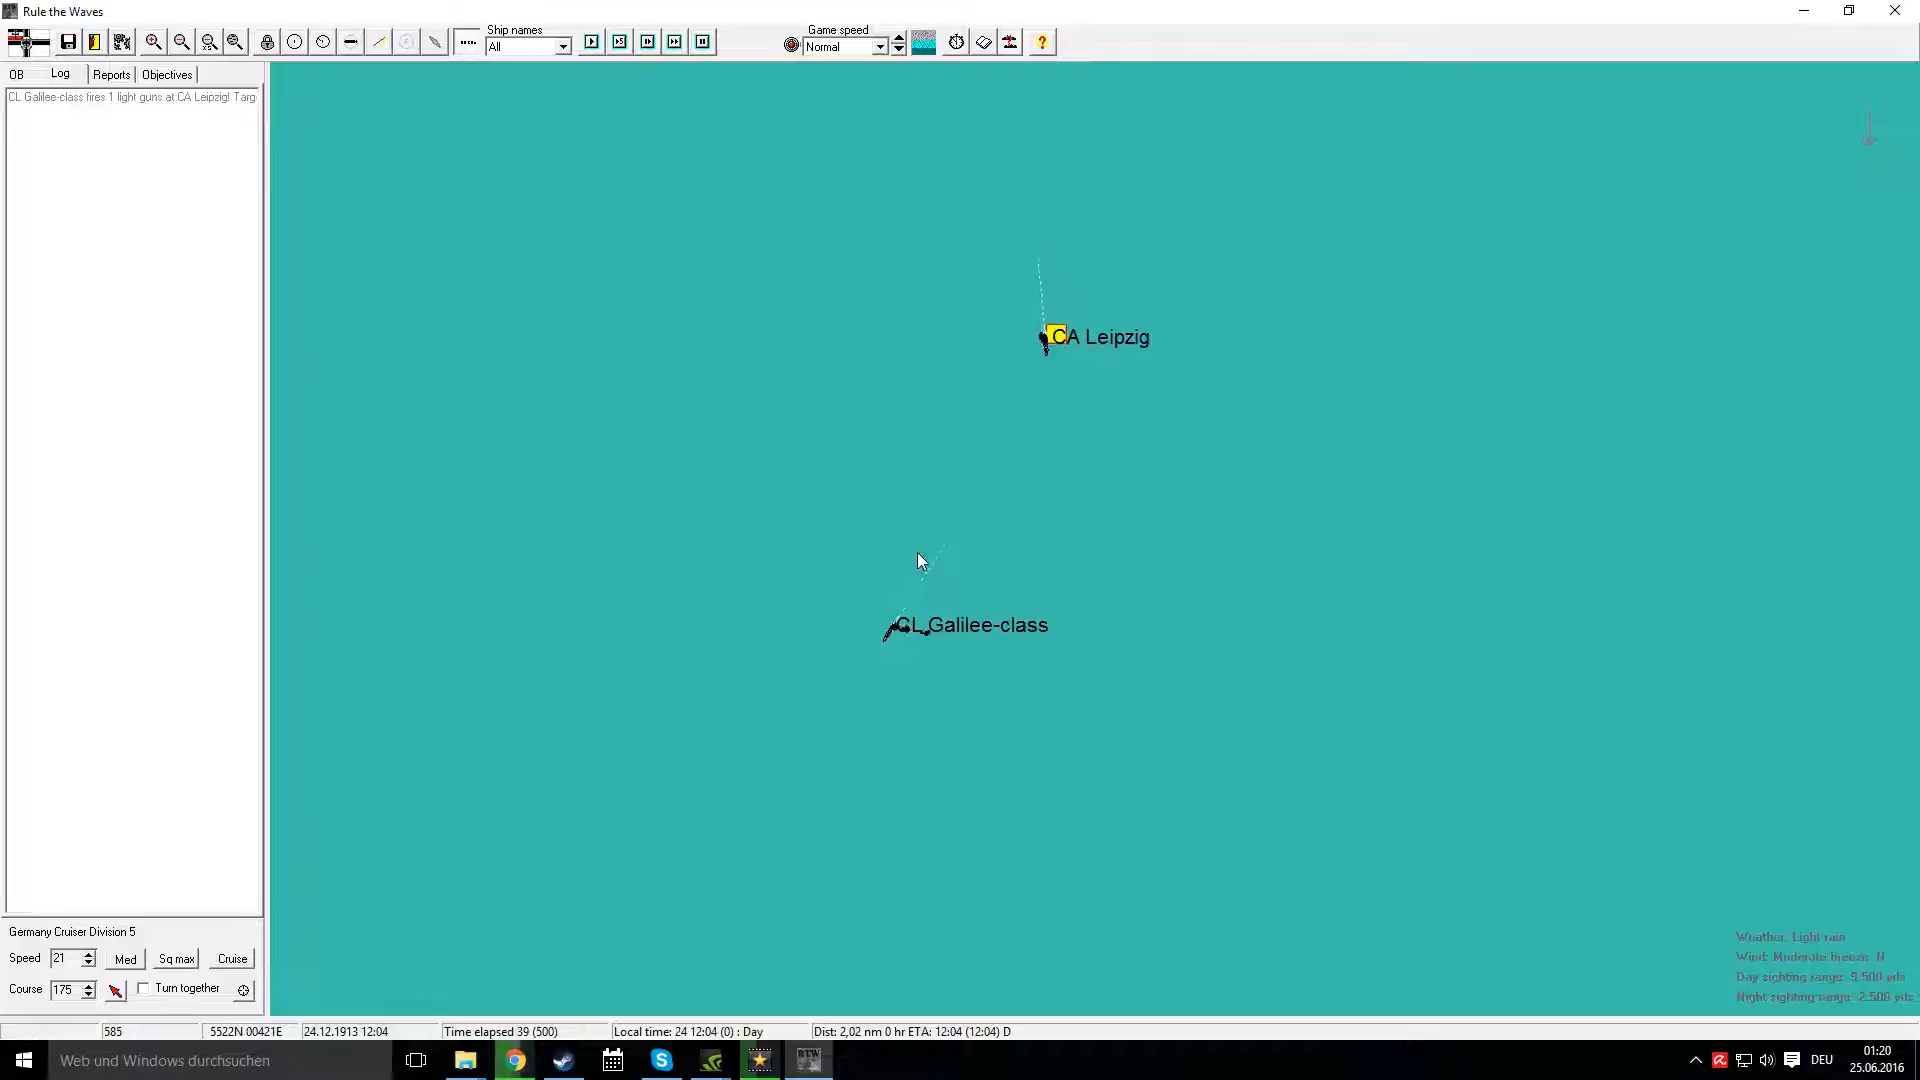 Rule the Waves
Ship names
All
Game speed
Normal
OB
Log
Reports
Objectives
CL Galilee-class fires 1 light guns at CA Leipzig! Targ
CA Leipzig
CL Galilee-class
Germany Cruiser Division 5
Speed 21 Med Sq max Cruise
Course 175 Turn together
Weather: Light rain
Wind: Moderate breeze N
Day sighting range: 9.500 yds
Night sighting range: 2.500 yds
585
5522N 00421E
24.12.1913 12:04
Time elapsed 39 (500)
Local time: 24 12:04 (0) : Day
Dist: 2,02 nm 0 hr ETA: 12:04 (12:04) D
Web und Windows durchsuchen
RTW
DEU
01:20
25.06.2016